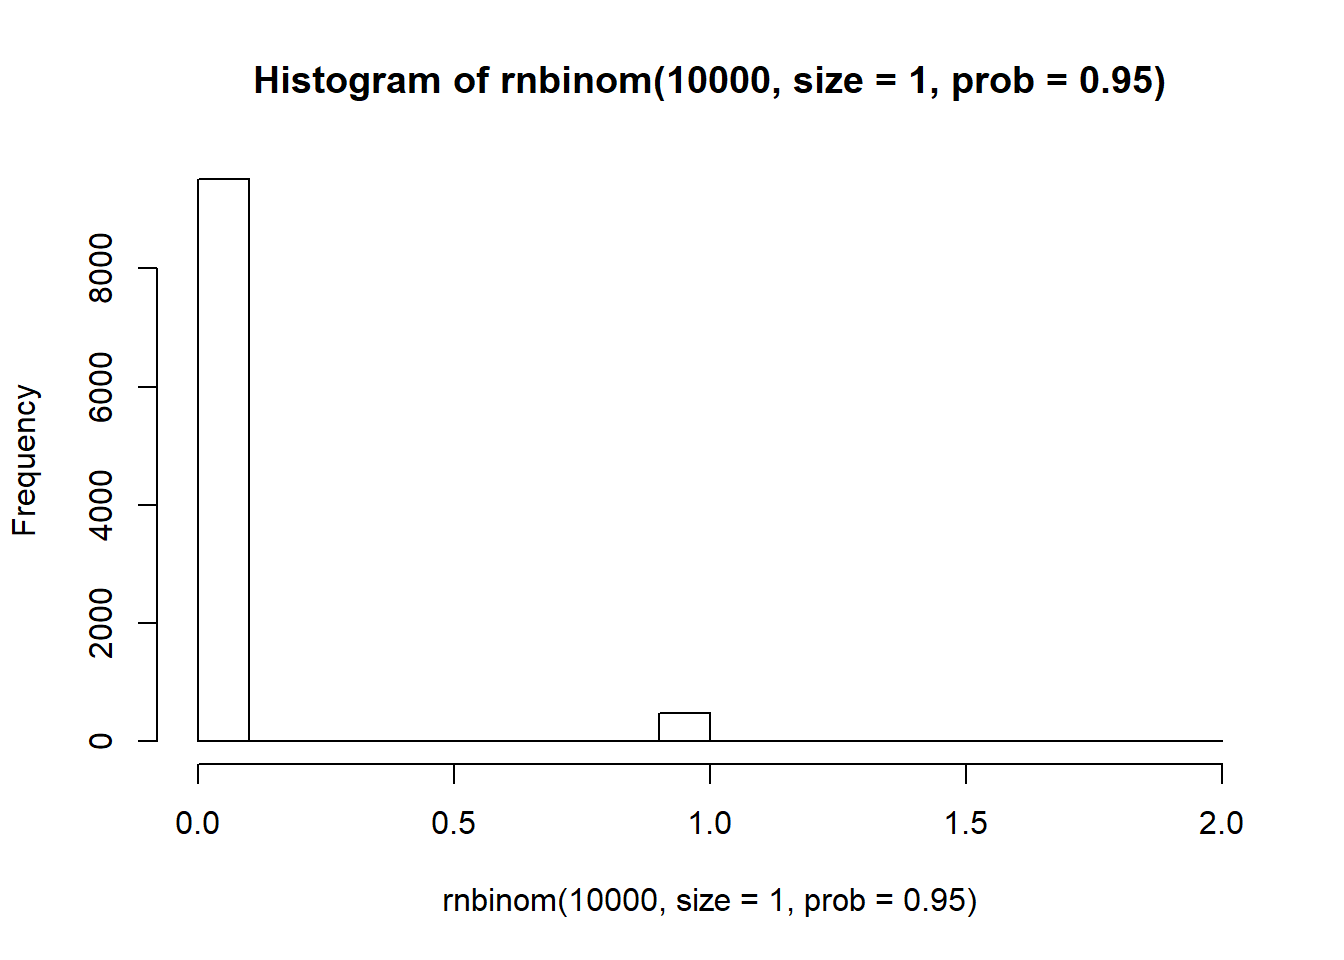 Histogram of rnbinom(10000, size = 1, prob = 0.95)
Frequency
8000
6000
4000
2000
0
0.0 0.5 1.0 1.5 2.0
rnbinom(10000, size = 1, prob = 0.95)